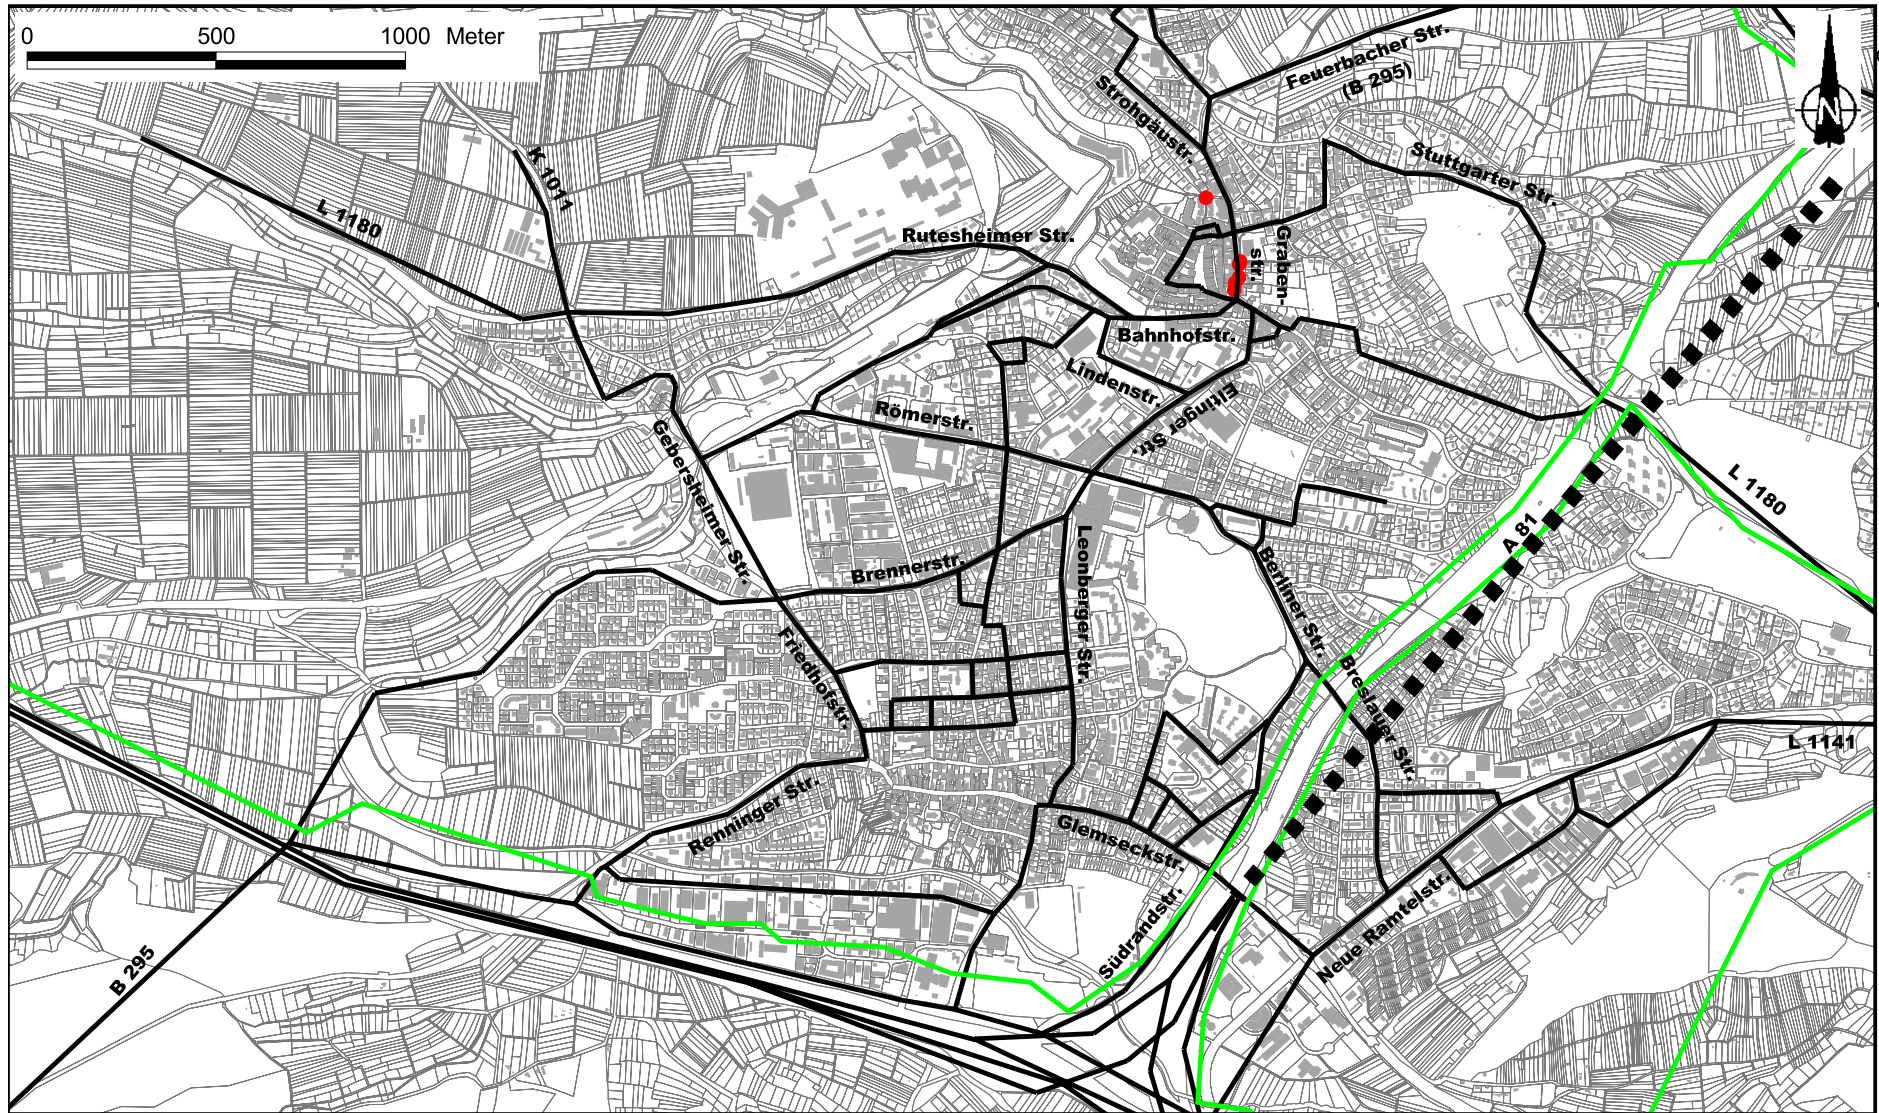 0 500 1000 Meter
Feuerbacher Str.
(B 295)
Strohgäustr.
N
K 1011
Stuttgarter Str.
L 1180
Rutesheimer Str.
Graben-
str.
Bahnhofstr.
Lindenstr.
Eltinger
Str.
Römerstr.
Gebersheimer Str.
L 1180
A 81
Leonberger Str.
Brennerstr.
Berliner Str.
Friedhofstr.
Breslauer Str.
L 1141
Renninger Str.
Glemseckstr.
Südrandstr.
Neue Ramtelstr.
B 295